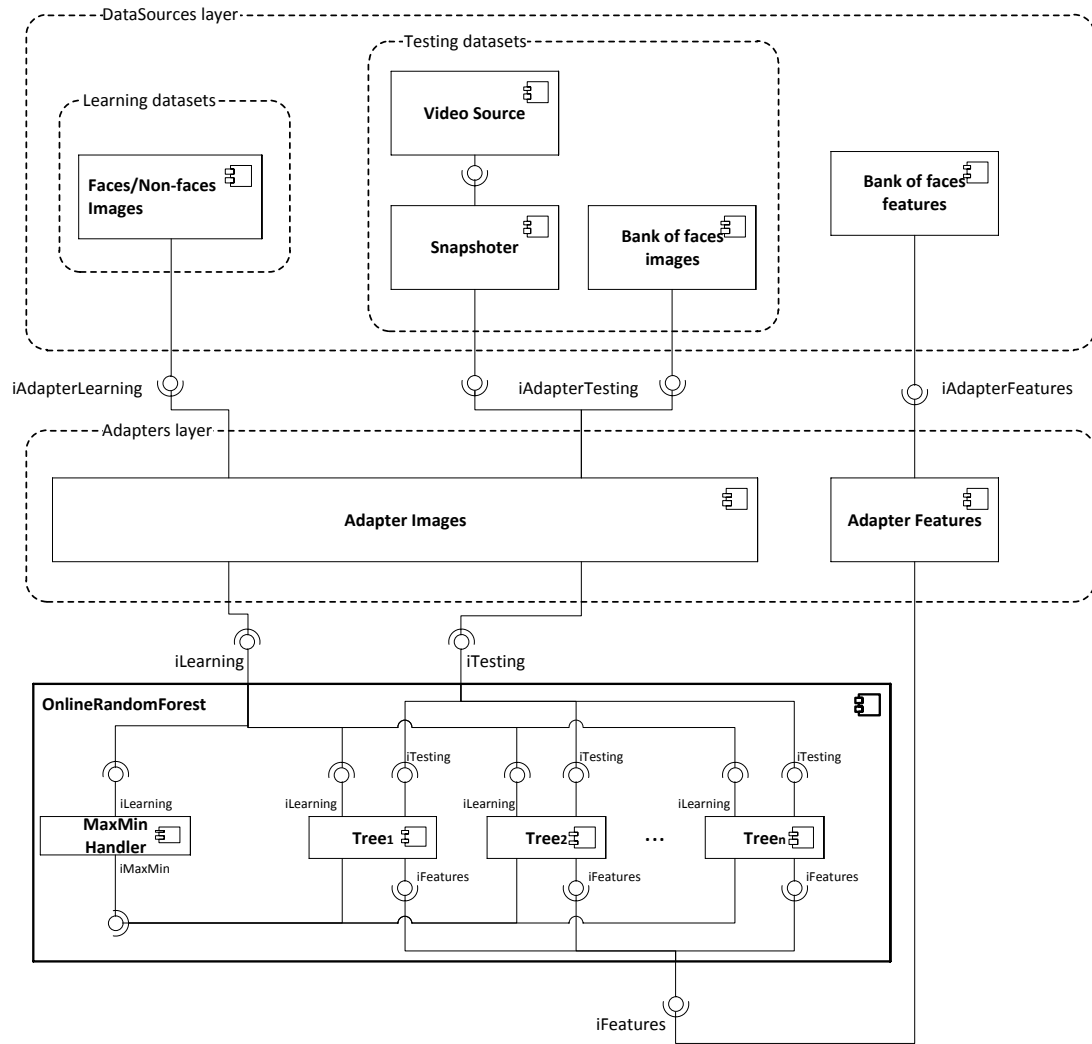 DataSources layer
Testing datasets
Learning datasets
Video Source
Faces/Non-faces
Images
Bank of faces
features
Snapshoter
Bank of faces
images
iAdapterLearning
iAdapterTesting
iAdapterFeatures
Adapters layer
Adapter Images
Adapter Features
iLearning
iTesting
OnlineRandomForest
iTesting
iTesting
iTesting
iLearning
iLearning
iLearning
iLearning
MaxMin
Handler
Tree1
Tree2
...
Treen
iMaxMin
iFeatures
iFeatures
iFeatures
iFeatures